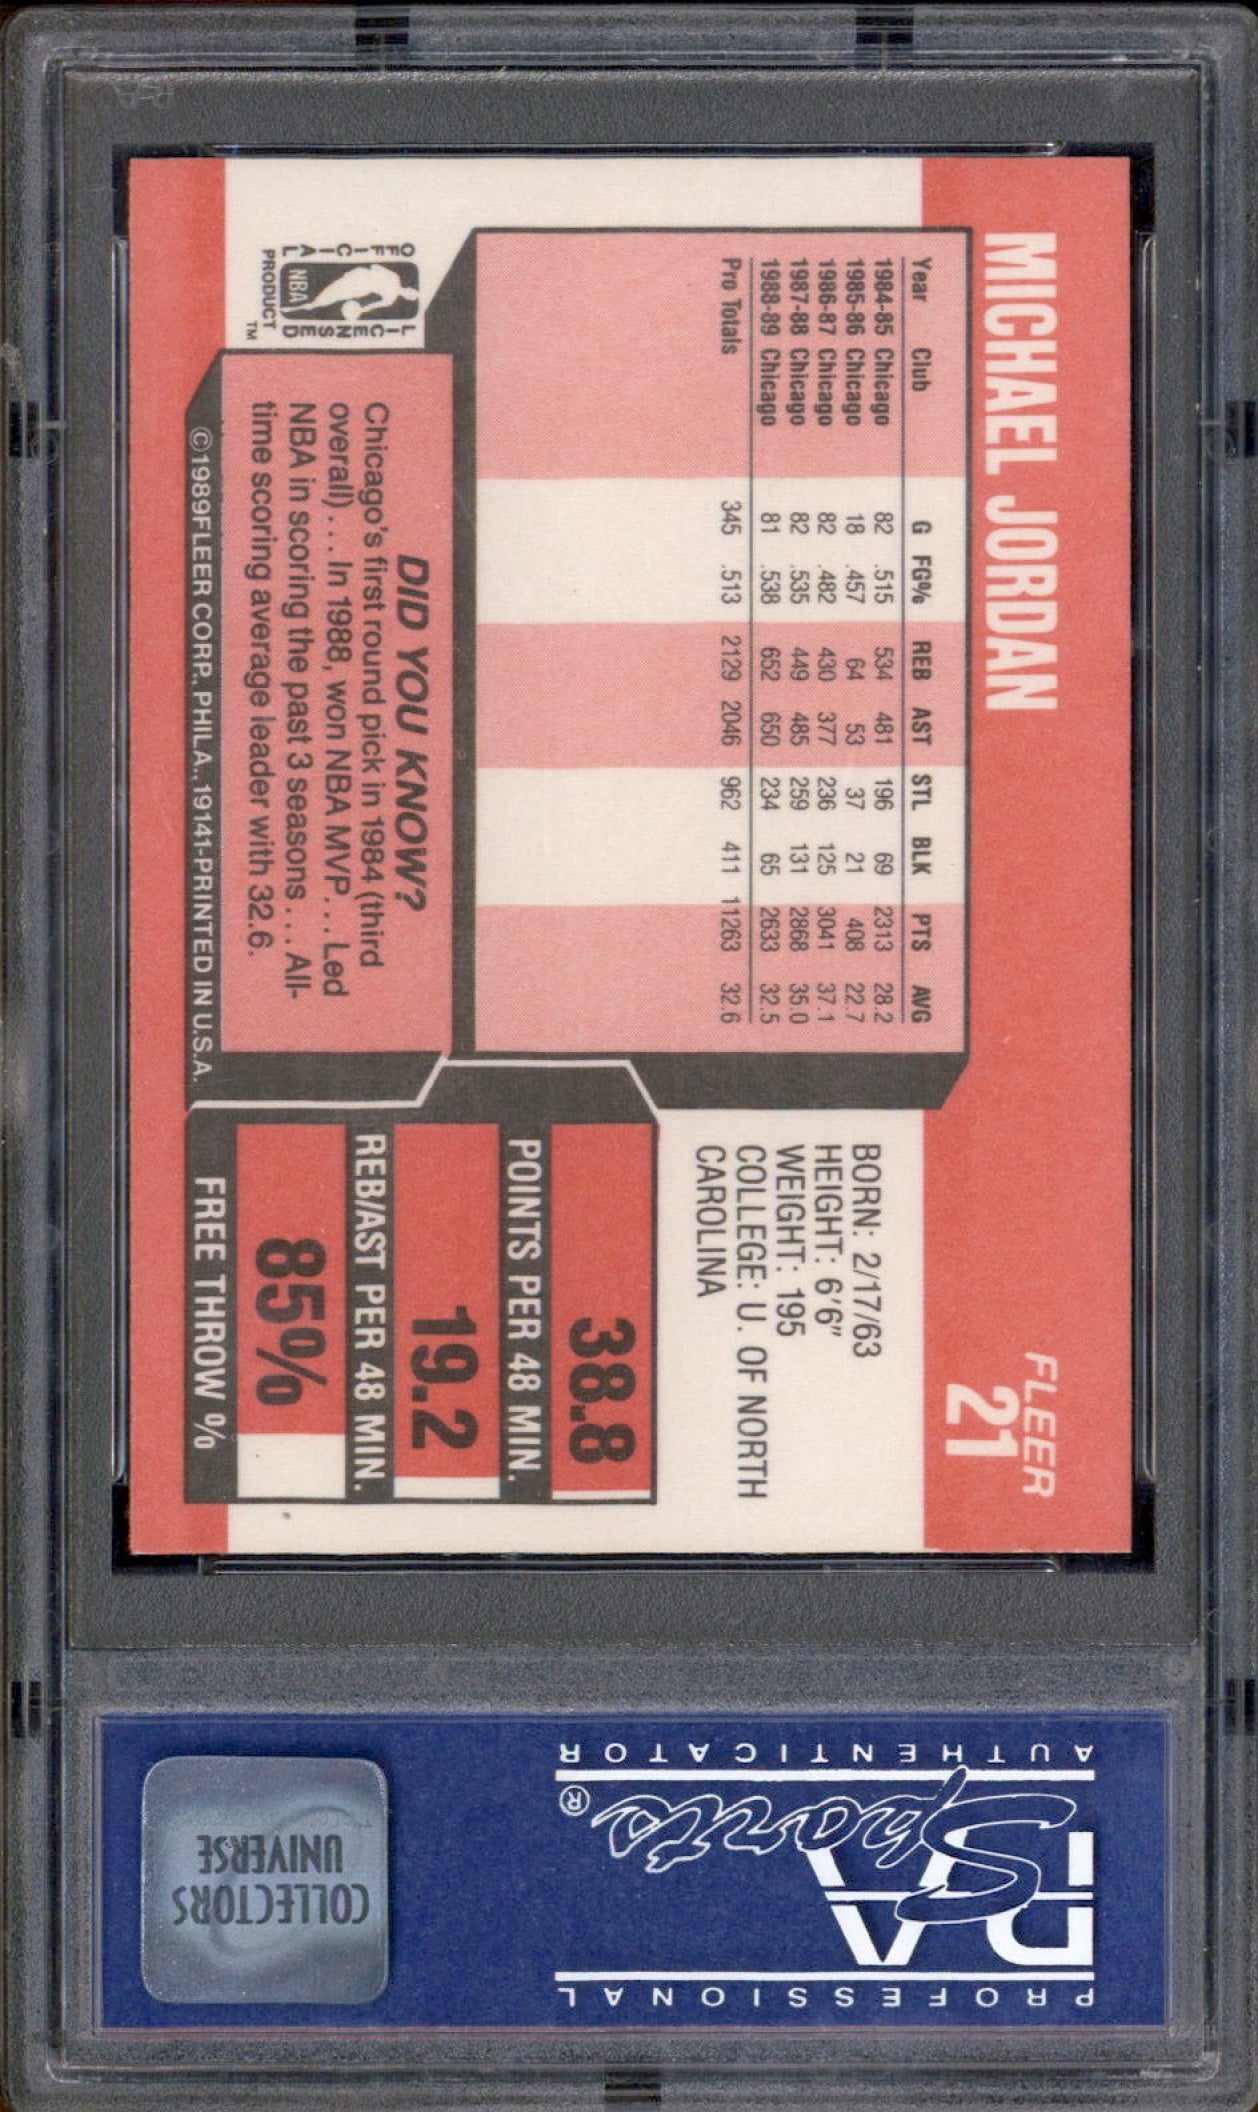 MICHAEL JORDAN
FLEER
21
Year Club G FG% REB AST STL BLK PTS AVG
1984-85 Chicago 82 .515 534 481 196 69 2313 28.2
1985-86 Chicago 18 .457 64 53 37 21 408 22.7
1986-87 Chicago 82 .482 430 377 236 125 3041 37.1
1987-88 Chicago 82 .535 449 485 259 131 2868 35.0
1988-89 Chicago 81 .538 652 650 234 65 2633 32.5
Pro Totals 345 .513 2129 2046 962 411 11263 32.6
BORN: 2/17/63
HEIGHT: 6'6"
WEIGHT: 195
COLLEGE: U. OF NORTH
CAROLINA
38.8
POINTS PER 48 MIN.
19.2
REB/AST PER 48 MIN.
85%
FREE THROW %
OFFICIAL
NBA
LICENSED
PRODUCT
TM
DID YOU KNOW?
Chicago's first round pick in 1984 (third
overall)...In 1988, won NBA MVP...Led
NBA in scoring the past 3 seasons...All-
time scoring average leader with 32.6.
©1989FLEER CORP., PHILA., 19141-PRINTED IN U.S.A.
PROFESSIONAL
PSA
Sports®
AUTHENTICATOR
COLLECTORS
UNIVERSE